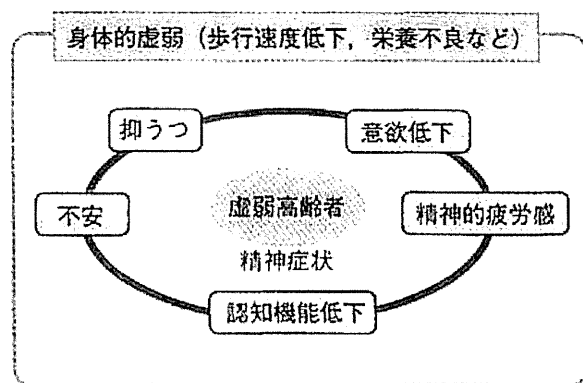 身体的虚弱（歩行速度低下，栄養不良など）
抑うつ
意欲低下
不安
虚弱高齢者
精神的疲労感
精神症状
認知機能低下